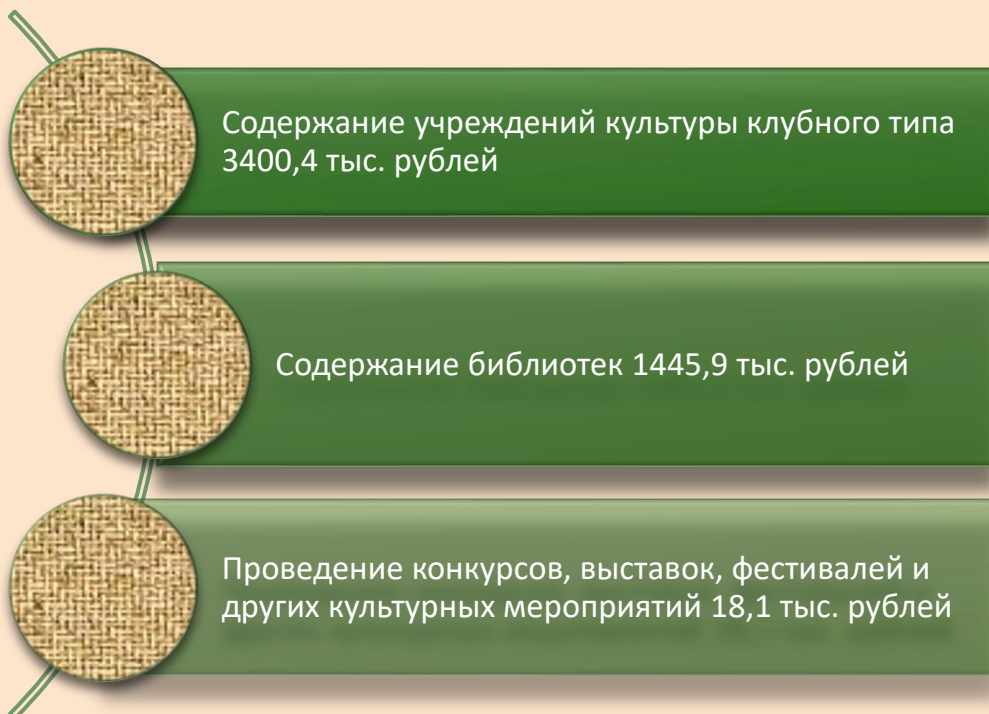 Содержание учреждений культуры клубного типа
3400,4 тыс. рублей
Содержание библиотек 1445,9 тыс. рублей
Проведение конкурсов, выставок, фестивалей и
других культурных мероприятий 18,1 тыс. рублей